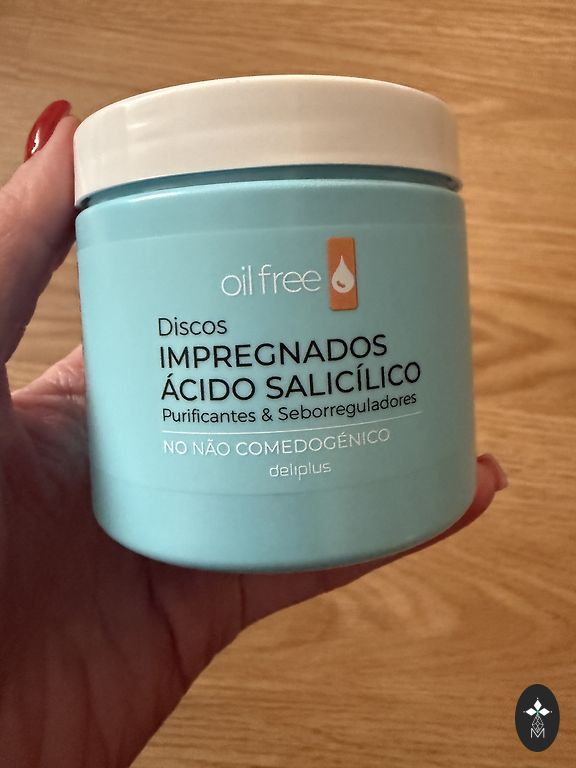 oil free
Discos
IMPREGNADOS
ÁCIDO SALICÍLICO
Purificantes & Seborreguladores
NO NÃO COMEDOGÉNICO
deliplus
M